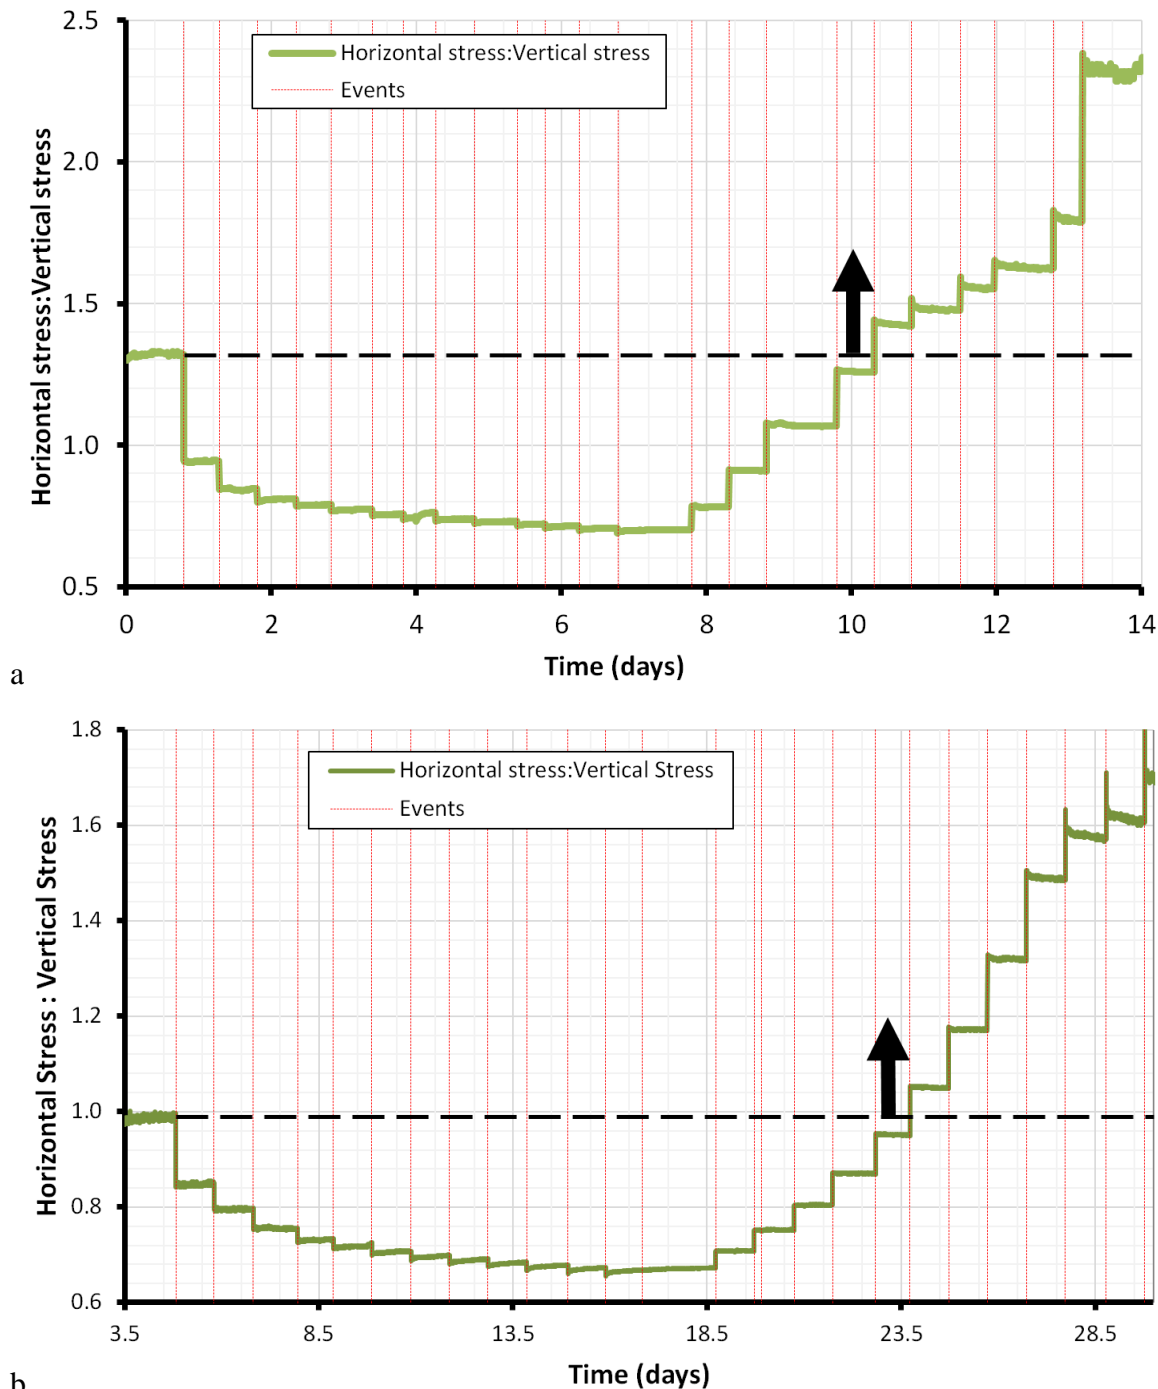 2.5
Horizontal stress:Vertical stress
Events
2.0
1.5
1.0
0.5
Horizontal stress:Vertical stress
0 2 4 6 8 10 12 14
Time (days)
a
1.8
Horizontal stress:Vertical Stress
Events
1.6
1.4
1.2
1.0
0.8
0.6
Horizontal Stress : Vertical Stress
3.5 8.5 13.5 18.5 23.5 28.5
Time (days)
b